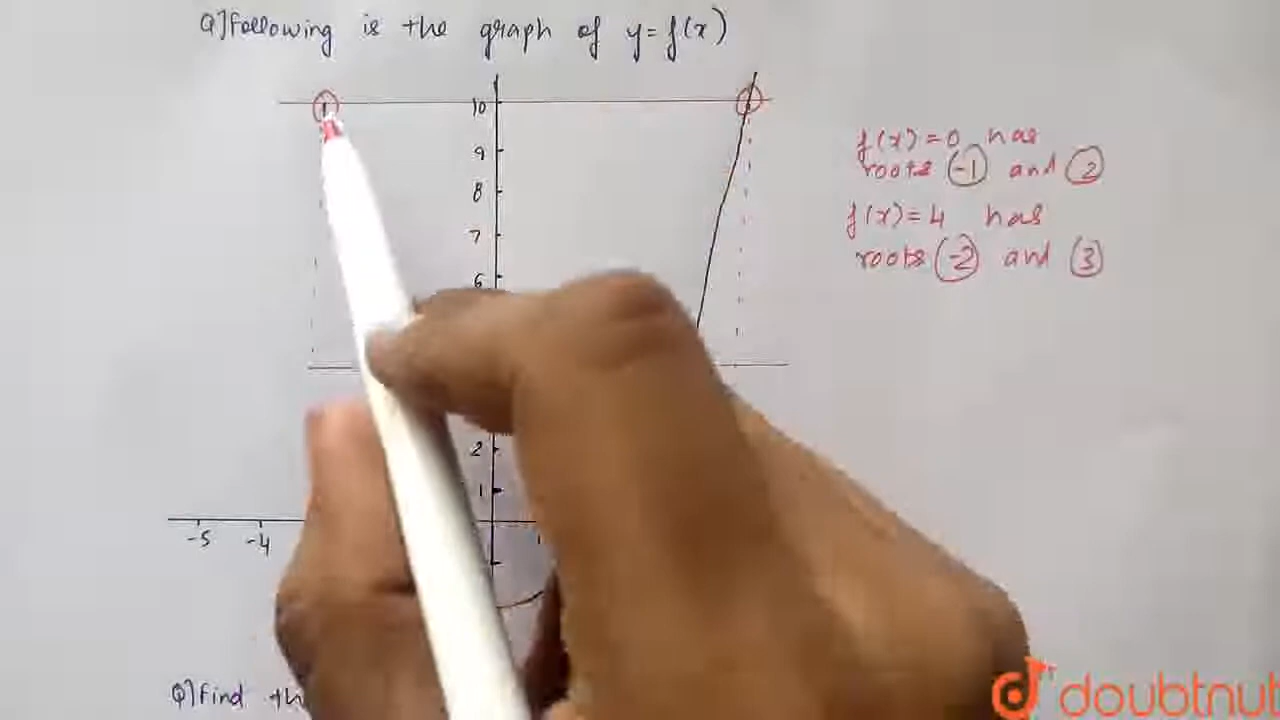 Q] Following is the graph of y=f(x)
10
9
8
7
6
2
1
-5 -4
f(x)=0 has
roots -1 and 2
f(x)=4 has
roots -2 and 3
Q] Find the
doubtnut